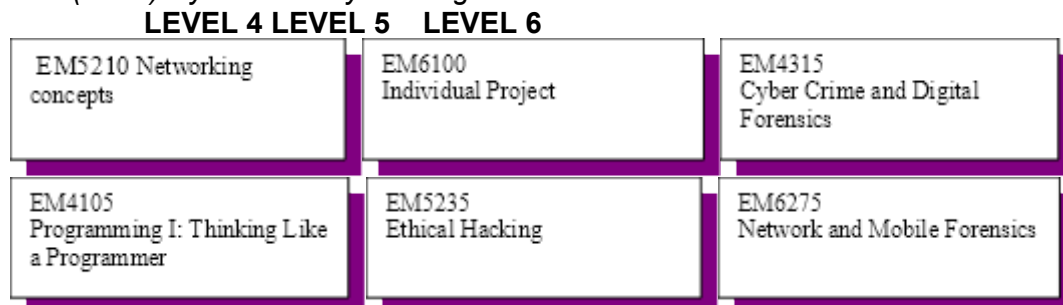 LEVEL 4 LEVEL 5 LEVEL 6
EM5210 Networking
concepts
EM6100
Individual Project
EM4315
Cyber Crime and Digital
Forensics
EM4105
Programming I: Thinking Like
a Programmer
EM5235
Ethical Hacking
EM6275
Network and Mobile Forensics